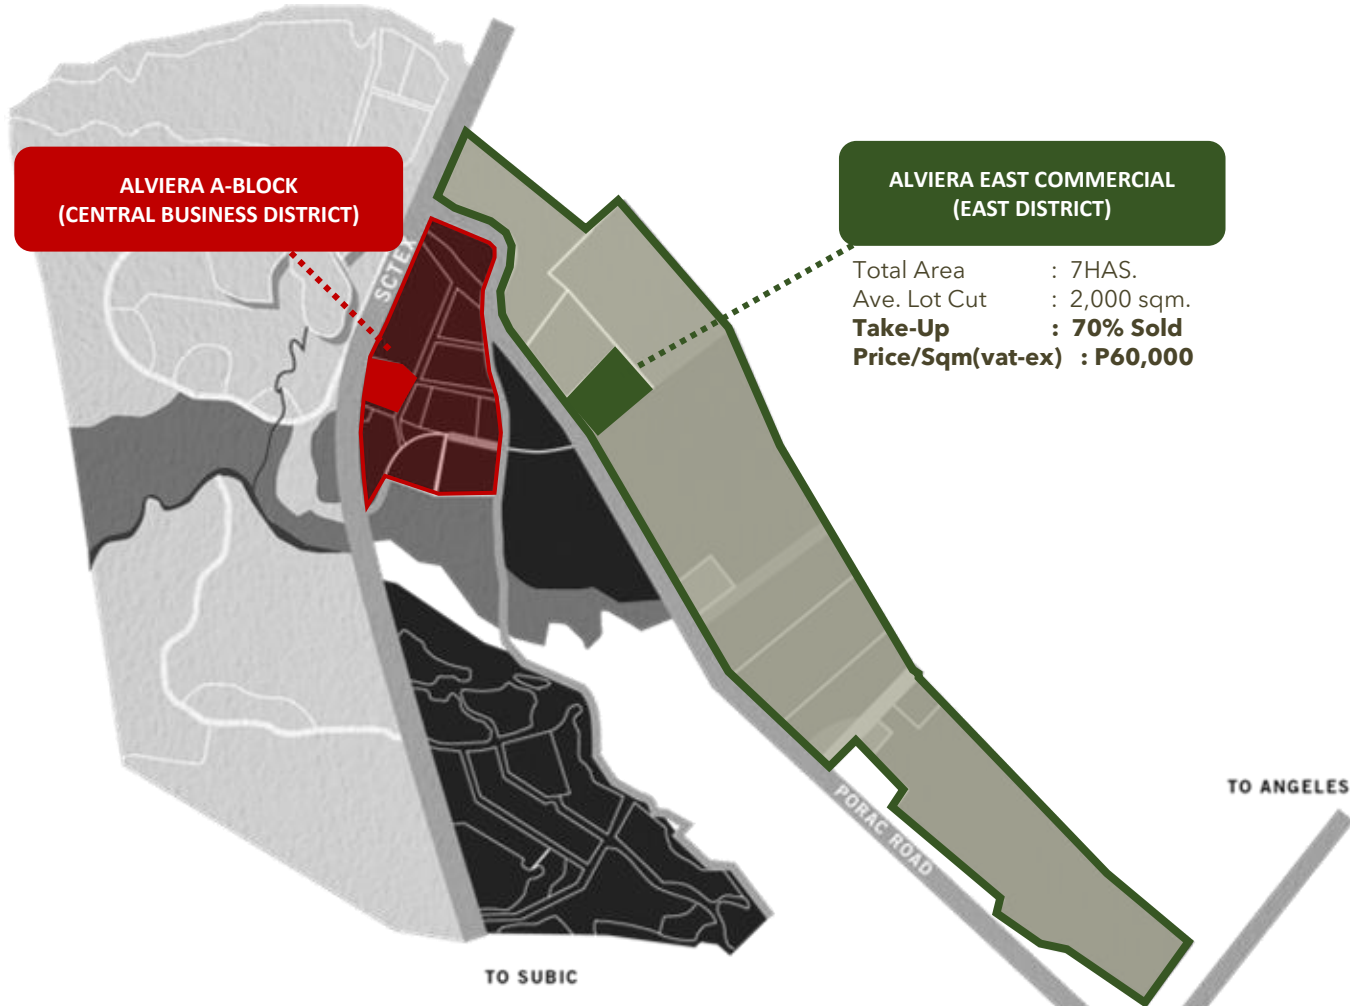 ALVIERA A-BLOCK
(CENTRAL BUSINESS DISTRICT)
ALVIERA EAST COMMERCIAL
(EAST DISTRICT)
Total Area : 7HAS.
Ave. Lot Cut : 2,000 sqm.
Take-Up : 70% Sold
Price/Sqm(vat-ex) : P60,000
SCTEX
PORAC ROAD
TO ANGELES
TO SUBIC